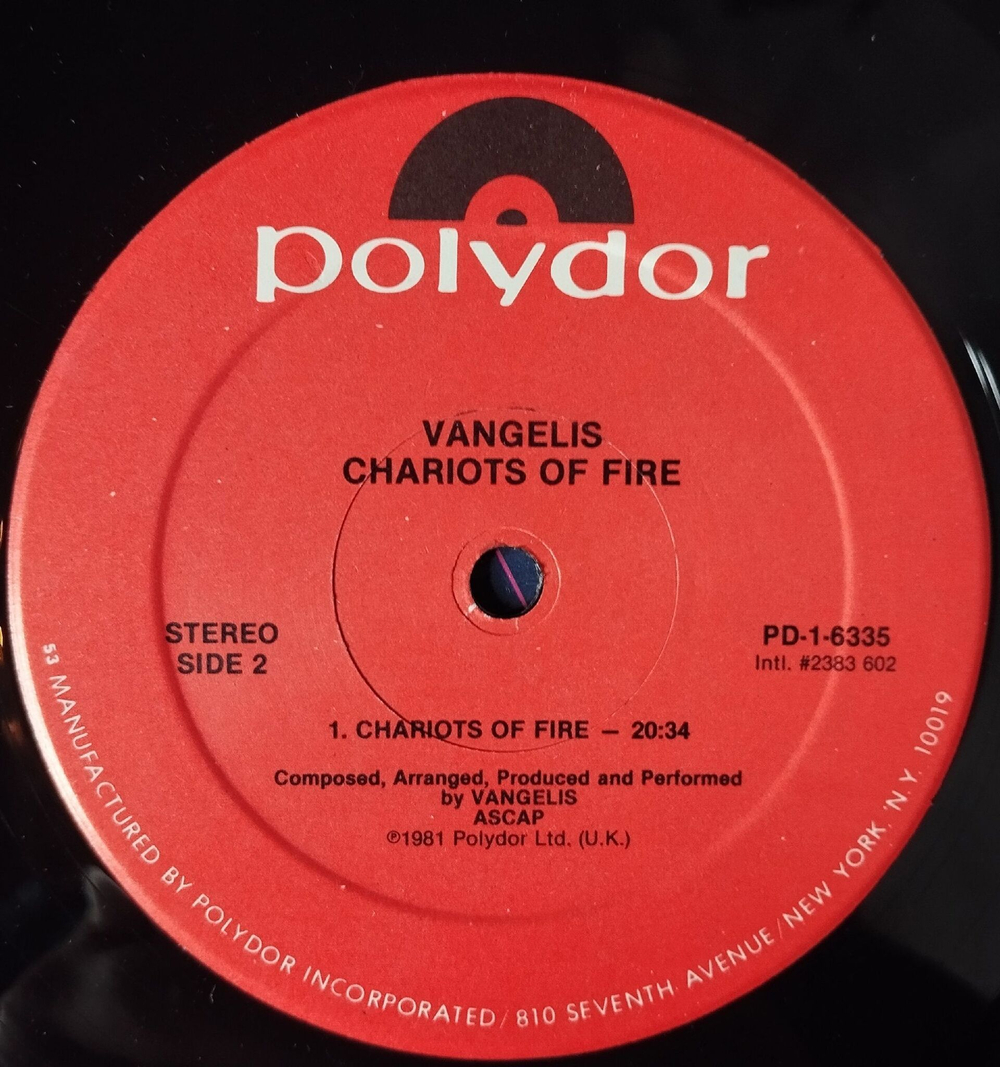 polydor
VANGELIS
CHARIOTS OF FIRE
STEREO
SIDE 2
PD-1-6335
Intl. #2383 602
1. CHARIOTS OF FIRE — 20:34
Composed, Arranged, Produced and Performed
by VANGELIS
ASCAP
℗1981 Polydor Ltd. (U.K.)
53 MANUFACTURED BY POLYDOR INCORPORATED / 810 SEVENTH AVENUE / NEW YORK, N.Y. 10019